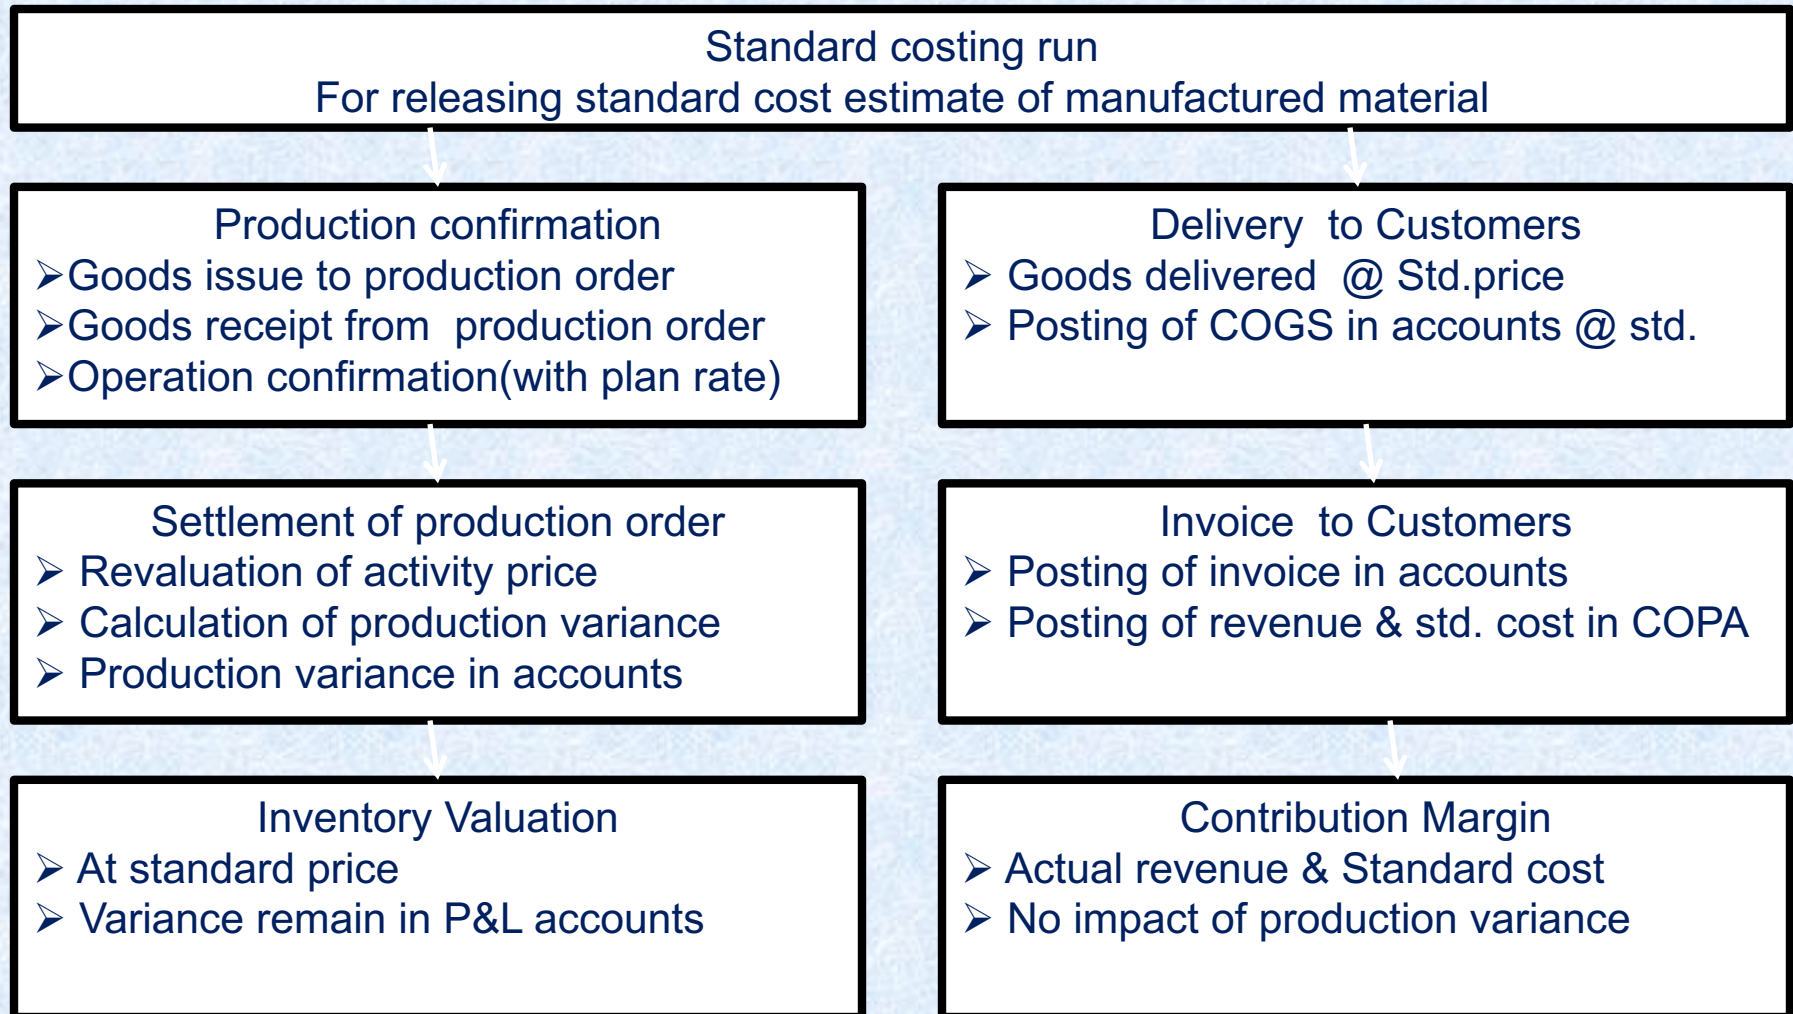 Standard costing run
For releasing standard cost estimate of manufactured material
Production confirmation
➢Goods issue to production order
➢Goods receipt from  production order
➢Operation confirmation(with plan rate)
Delivery  to Customers
➢ Goods delivered  @ Std.price
➢ Posting of COGS in accounts @ std.
Settlement of production order
➢ Revaluation of activity price
➢ Calculation of production variance
➢ Production variance in accounts
Invoice  to Customers
➢ Posting of invoice in accounts
➢ Posting of revenue & std. cost in COPA
Inventory Valuation
➢ At standard price
➢ Variance remain in P&L accounts
Contribution Margin
➢ Actual revenue & Standard cost
➢ No impact of production variance